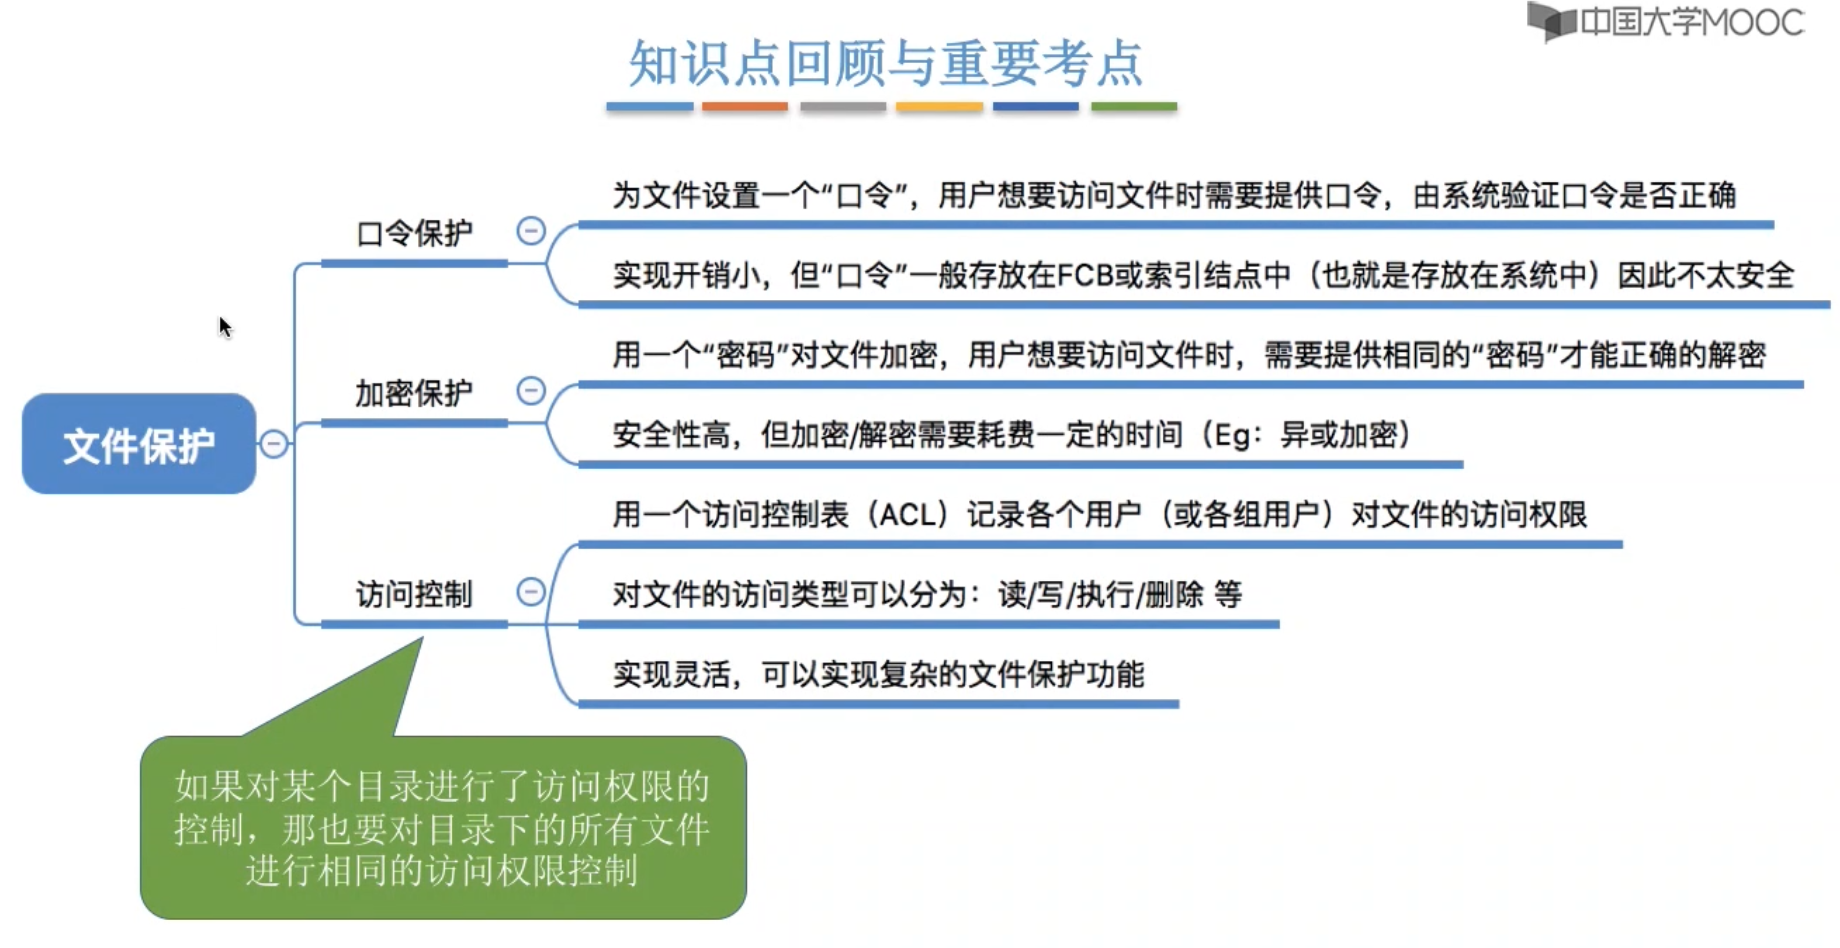 中国大学MOOC
知识点回顾与重要考点
为文件设置一个“口令”，用户想要访问文件时需要提供口令，由系统验证口令是否正确
口令保护
实现开销小，但“口令”一般存放在FCB或索引结点中（也就是存放在系统中）因此不太安全
用一个“密码”对文件加密，用户想要访问文件时，需要提供相同的“密码”才能正确的解密
加密保护
文件保护
安全性高，但加密/解密需要耗费一定的时间（Eg：异或加密）
用一个访问控制表（ACL）记录各个用户（或各组用户）对文件的访问权限
访问控制
对文件的访问类型可以分为：读/写/执行/删除 等
实现灵活，可以实现复杂的文件保护功能
如果对某个目录进行了访问权限的
控制，那也要对目录下的所有文件
进行相同的访问权限控制